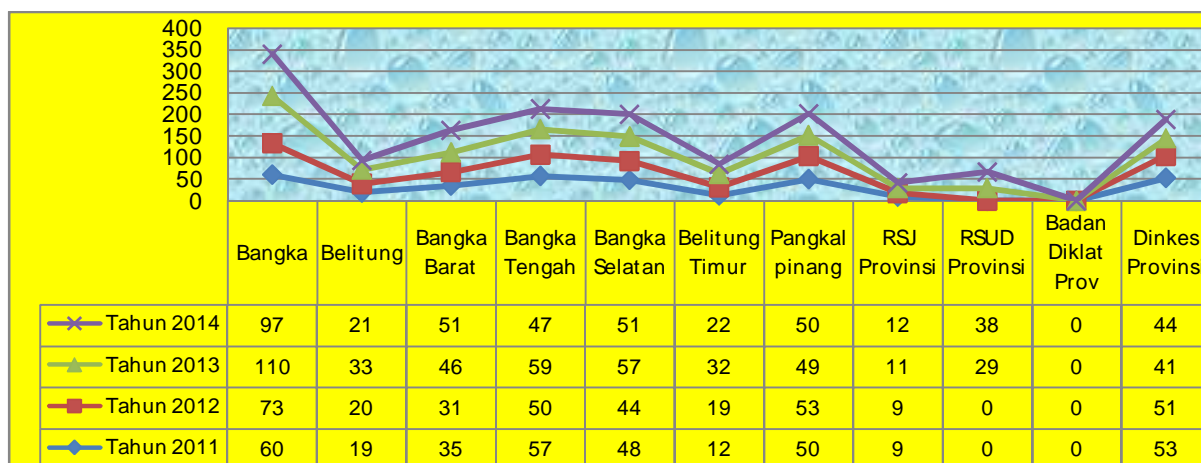 400
350
300
250
200
150
100
50
0
Bangka Belitung Bangka Barat Bangka Tengah Bangka Selatan Belitung Timur Pangkal pinang RSJ Provinsi RSUD Provinsi Badan Diklat Prov Dinkes Provins
Tahun 2014 97 21 51 47 51 22 50 12 38 0 44
Tahun 2013 110 33 46 59 57 32 49 11 29 0 41
Tahun 2012 73 20 31 50 44 19 53 9 0 0 51
Tahun 2011 60 19 35 57 48 12 50 9 0 0 53